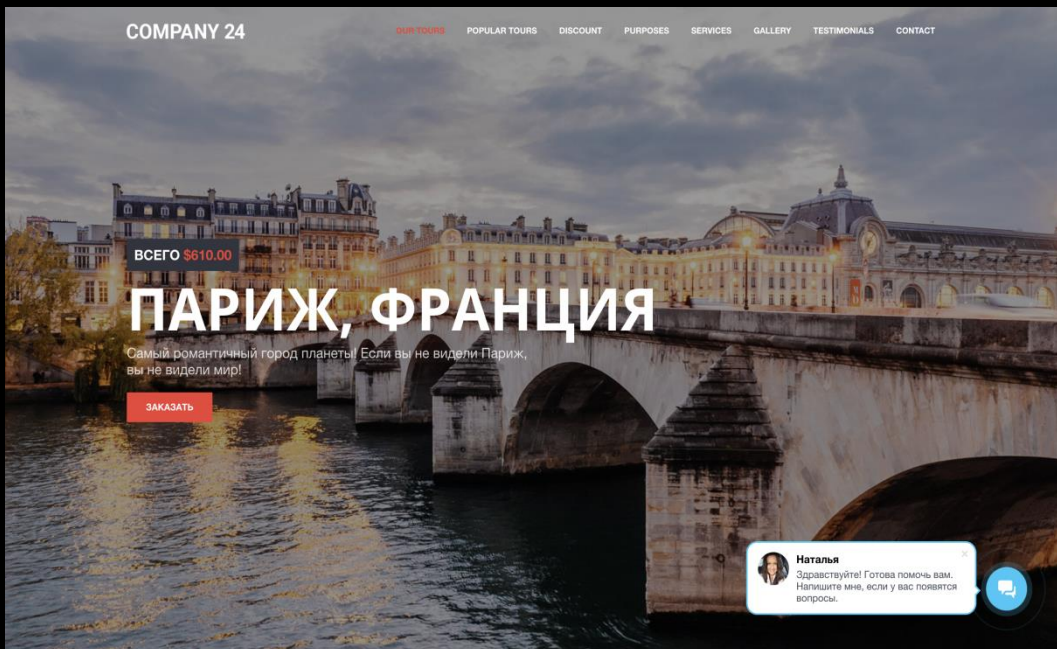 COMPANY 24
OUR TOURS POPULAR TOURS DISCOUNT PURPOSES SERVICES GALLERY TESTIMONIALS CONTACT
ВСЕГО $610.00
ПАРИЖ, ФРАНЦИЯ
Самый романтичный город планеты! Если вы не видели Париж,
вы не видели мир!
ЗАКАЗАТЬ
Наталья
Здравствуйте! Готова помочь вам.
Напишите мне, если у вас появятся
вопросы.